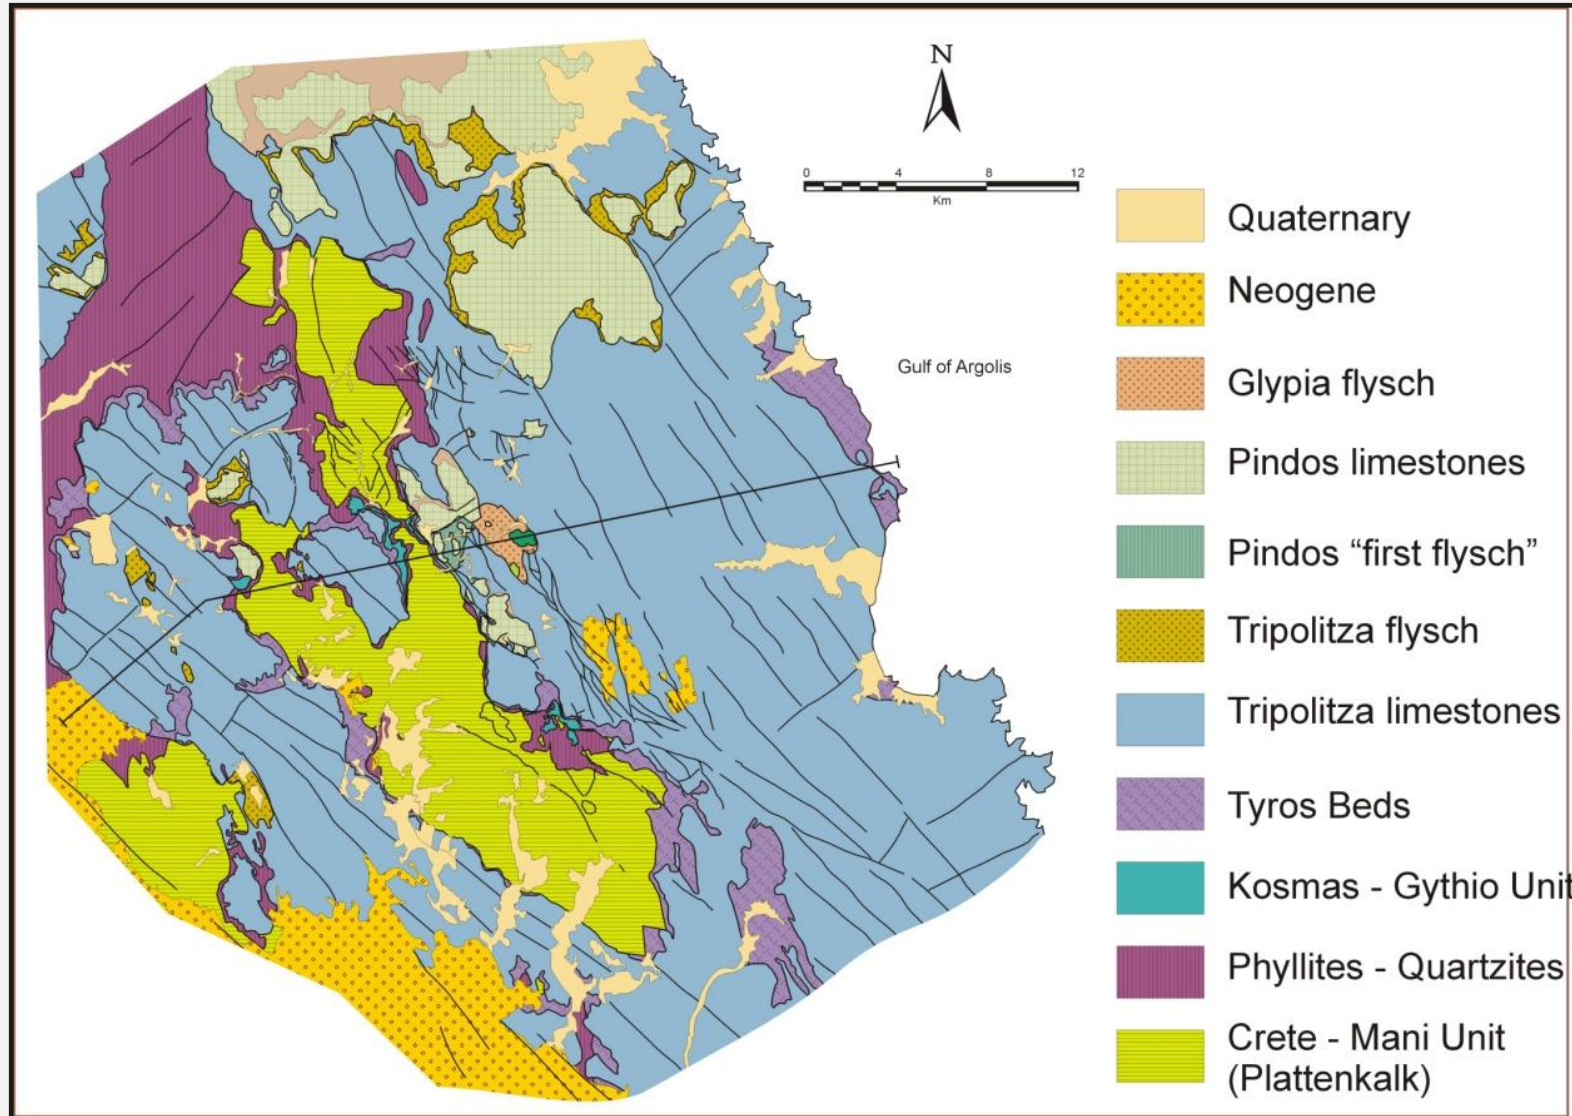 N
0 4 8 12
Km
Gulf of Argolis
Quaternary
Neogene
Glypia flysch
Pindos limestones
Pindos “first flysch”
Tripolitza flysch
Tripolitza limestones
Tyros Beds
Kosmas - Gythio Unit
Phyllites - Quartzites
Crete - Mani Unit
(Plattenkalk)